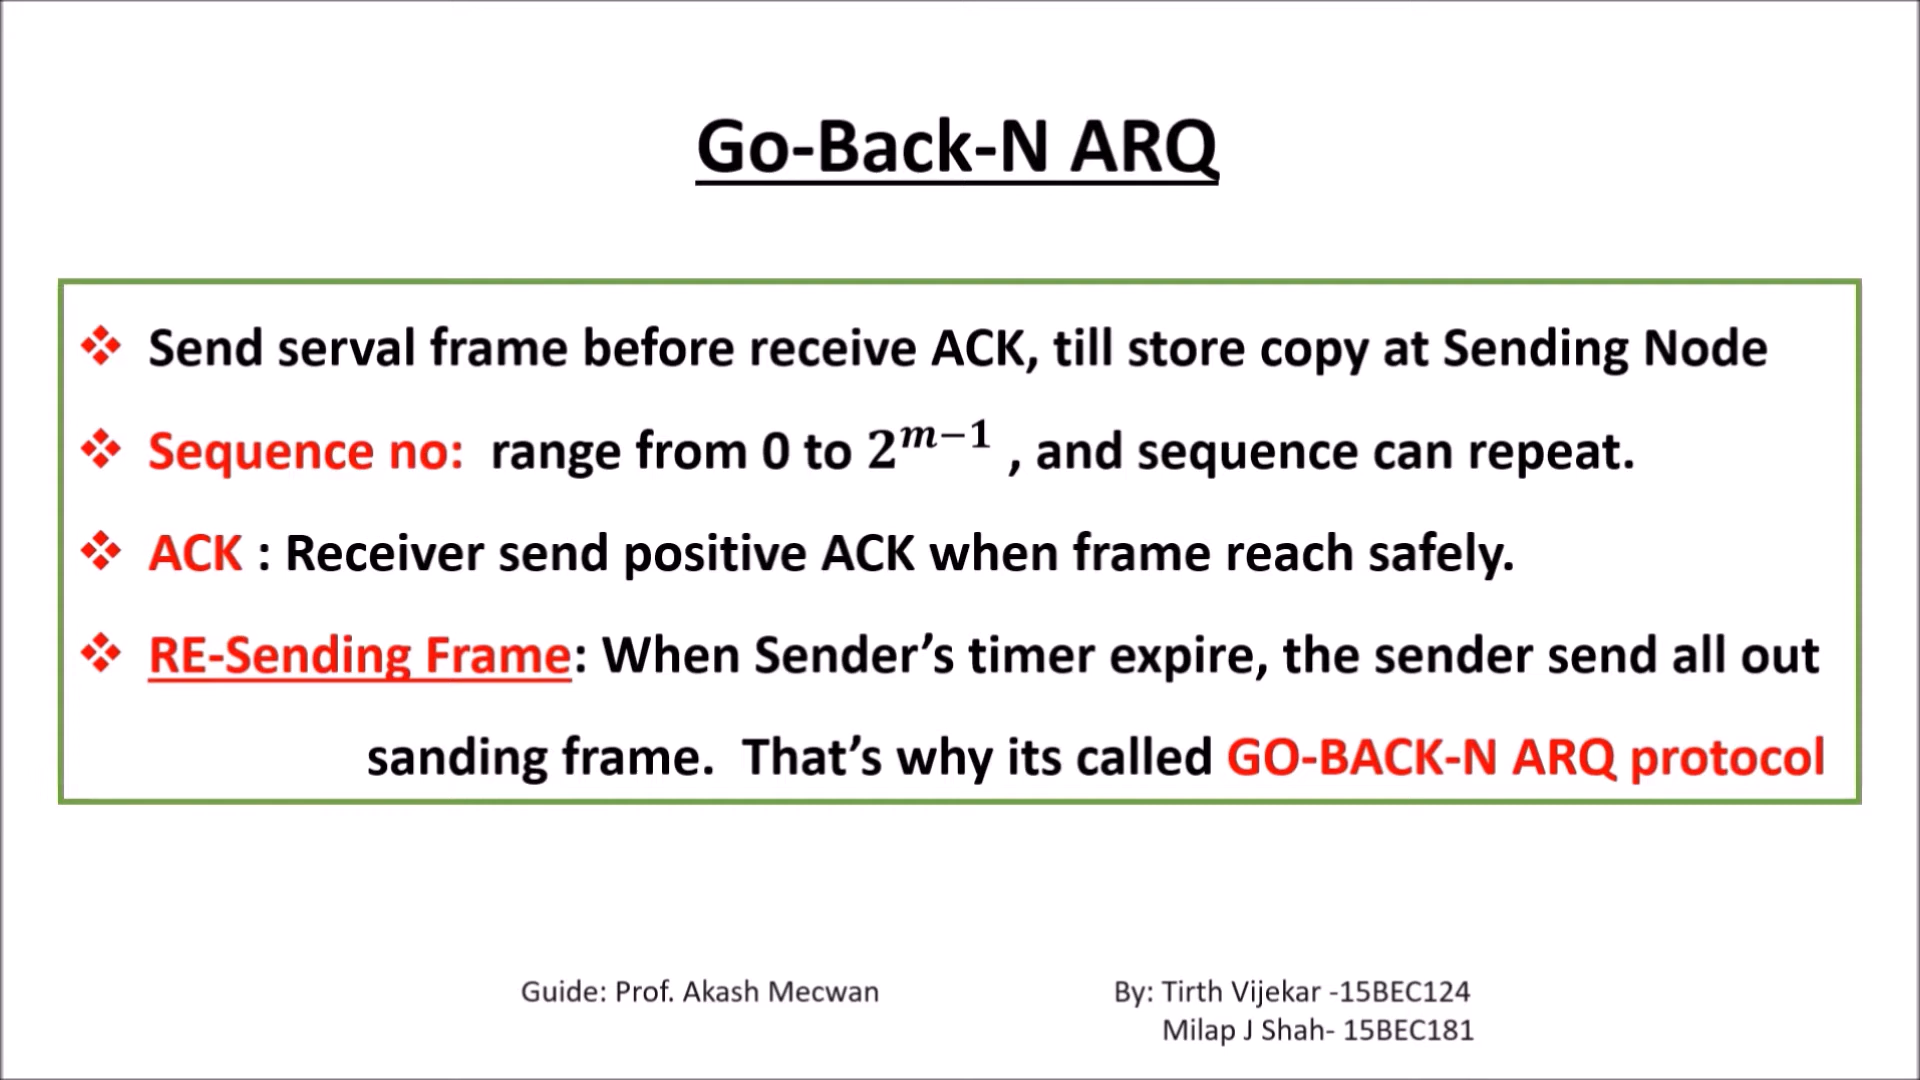 Go-Back-N ARQ
❖ Send serval frame before receive ACK, till store copy at Sending Node
❖ Sequence no: range from 0 to 2^{m−1} , and sequence can repeat.
❖ ACK : Receiver send positive ACK when frame reach safely.
❖ RE-Sending Frame: When Sender’s timer expire, the sender send all out
sanding frame. That’s why its called GO-BACK-N ARQ protocol
Guide: Prof. Akash Mecwan
By: Tirth Vijekar -15BEC124
Milap J Shah- 15BEC181